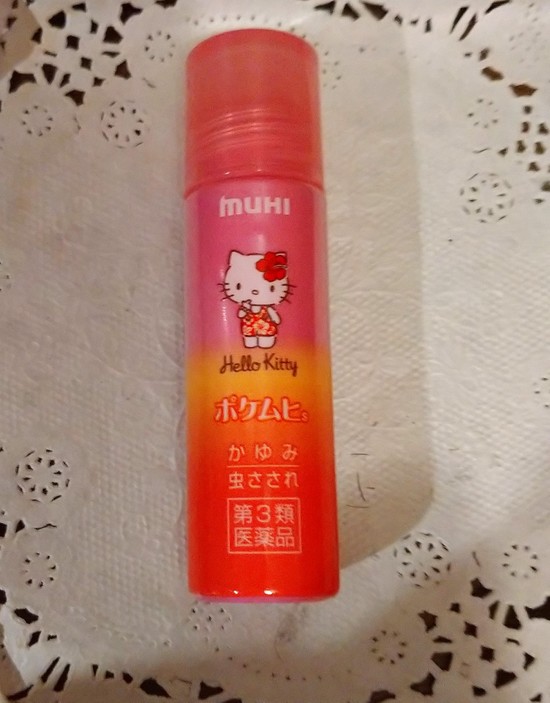 MUHI
Hello Kitty
ポケムヒs
かゆみ
虫さされ
第3類
医薬品